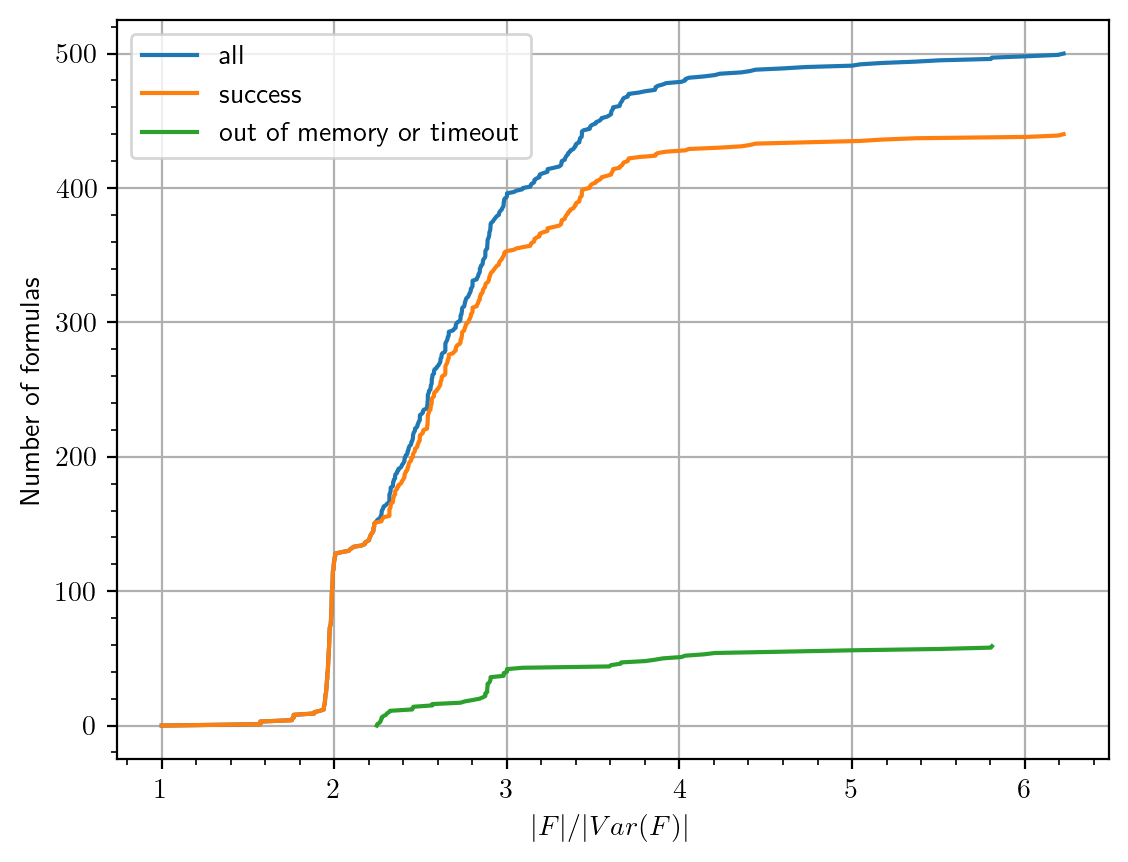 all
success
out of memory or timeout
Number of formulas
500
400
300
200
100
0
1 2 3 4 5 6
|F|/|Var(F)|